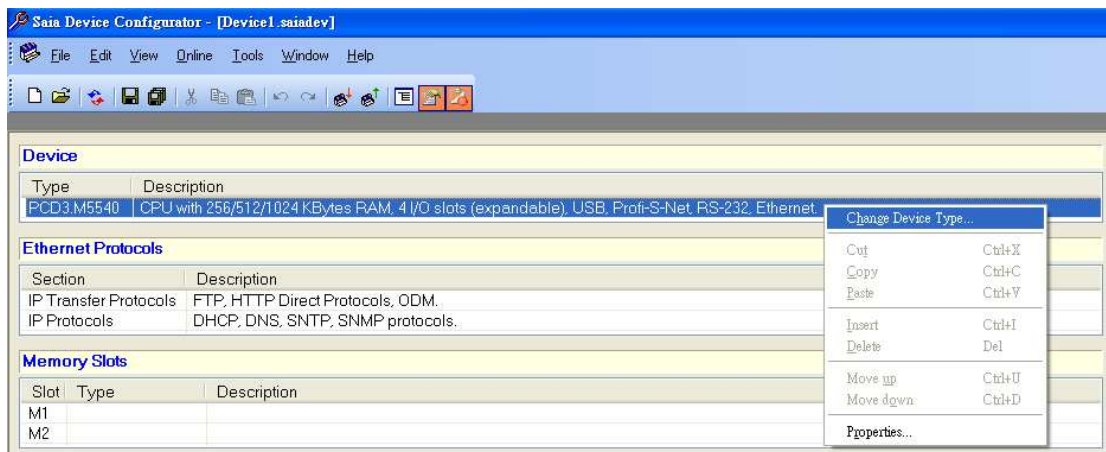 Saia Device Configurator - [Device1.saiadev]
File Edit View Online Tools Window Help
Device
Type Description
PCD3.M5540 CPU with 256/512/1024 KBytes RAM, 4 I/O slots (expandable), USB, Profi-S-Net, RS-232, Ethernet.
Change Device Type...
Cut Ctrl+X
Copy Ctrl+C
Paste Ctrl+V
Insert Ctrl+I
Delete Del
Move up Ctrl+U
Move down Ctrl+D
Properties...
Ethernet Protocols
Section Description
IP Transfer Protocols FTP, HTTP Direct Protocols, ODM.
IP Protocols DHCP, DNS, SNTP, SNMP protocols.
Memory Slots
Slot Type Description
M1
M2